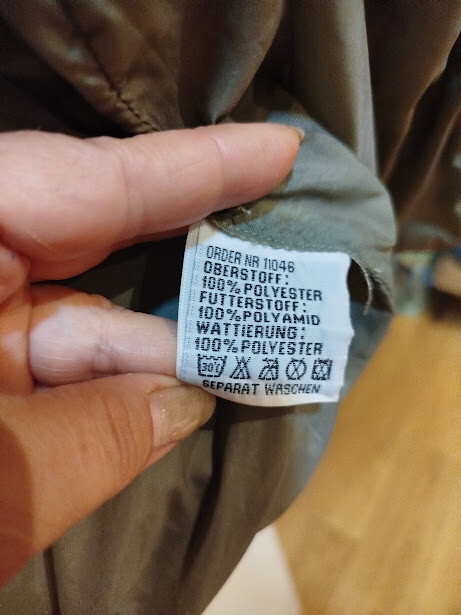 ORDER NR 11046
OBERSTOFF:
100% POLYESTER
FUTTERSTOFF:
100% POLYAMID
WATTIERUNG:
100% POLYESTER
30°
SEPARAT WASCHEN